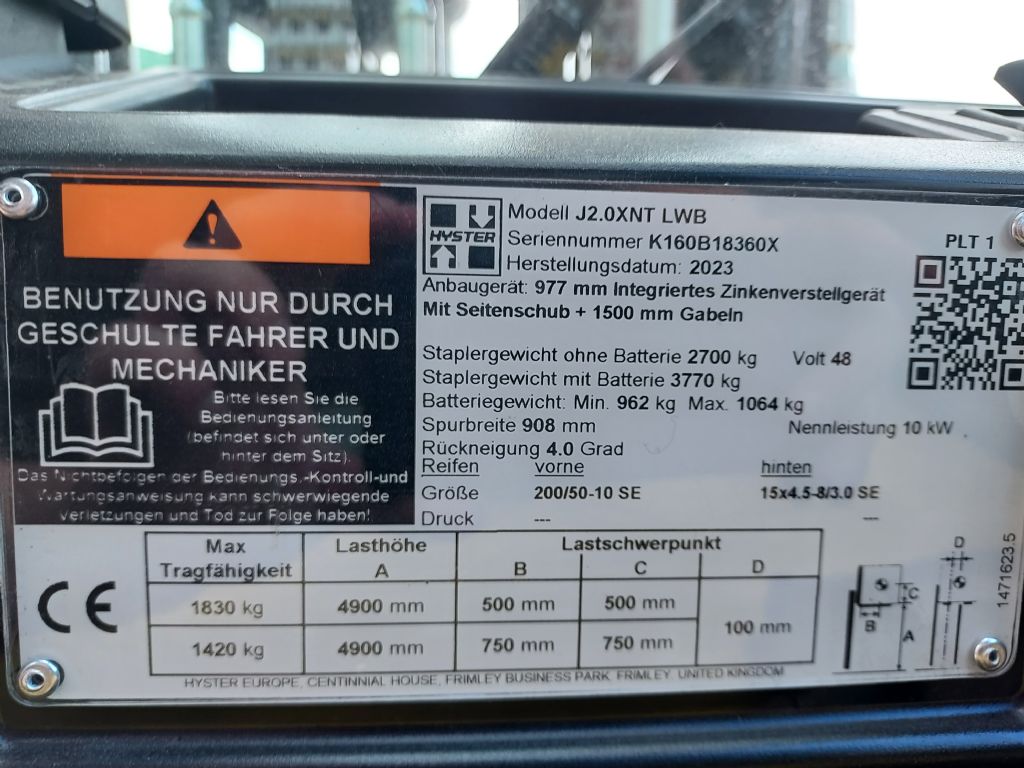 BENUTZUNG NUR DURCH
GESCHULTE FAHRER UND
MECHANIKER
Bitte lesen Sie die
Bedienungsanleitung
(befindet sich unter oder
hinter dem Sitz).
Das Nichtbefolgen der Bedienungs,-Kontroll-und
Wartungsanweisung kann schwerwiegende
verletzungen und Tod zur Folge haben!
HYSTER
Modell J2.0XNT LWB
Seriennummer K160B18360X
Herstellungsdatum: 2023
PLT 1
Anbaugerät: 977 mm Integriertes Zinkenverstellgerät
Mit Seitenschub + 1500 mm Gabeln
Staplergewicht ohne Batterie 2700 kg Volt 48
Staplergewicht mit Batterie 3770 kg
Batteriegewicht: Min. 962 kg Max. 1064 kg
Spurbreite 908 mm Nennleistung 10 kW
Rückneigung 4.0 Grad
Reifen vorne hinten
Größe 200/50-10 SE 15x4.5-8/3.0 SE
Druck --- ---
Max Lasthöhe Lastschwerpunkt
Tragfähigkeit A B C D
1830 kg 4900 mm 500 mm 500 mm
100 mm
1420 kg 4900 mm 750 mm 750 mm
CE
D
C
B
A
1471623.5
HYSTER EUROPE, CENTINNIAL HOUSE, FRIMLEY BUSINESS PARK, FRIMLEY, UNITED KINGDOM